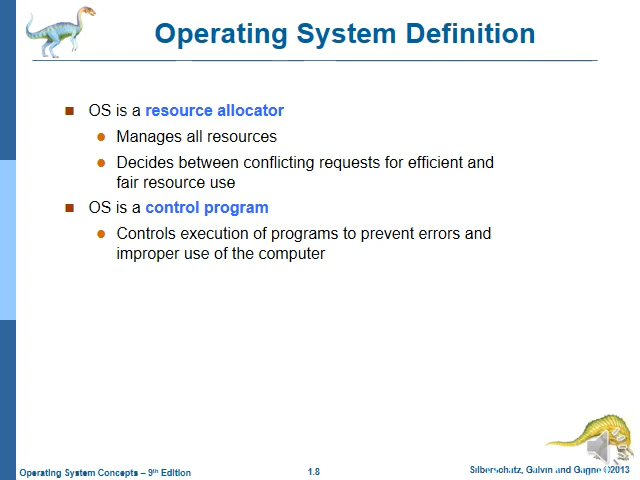 Operating System Definition
OS is a resource allocator
Manages all resources
Decides between conflicting requests for efficient and
fair resource use
OS is a control program
Controls execution of programs to prevent errors and
improper use of the computer
Operating System Concepts – 9th Edition
1.8
Silberschatz, Galvin and Gagne ©2013